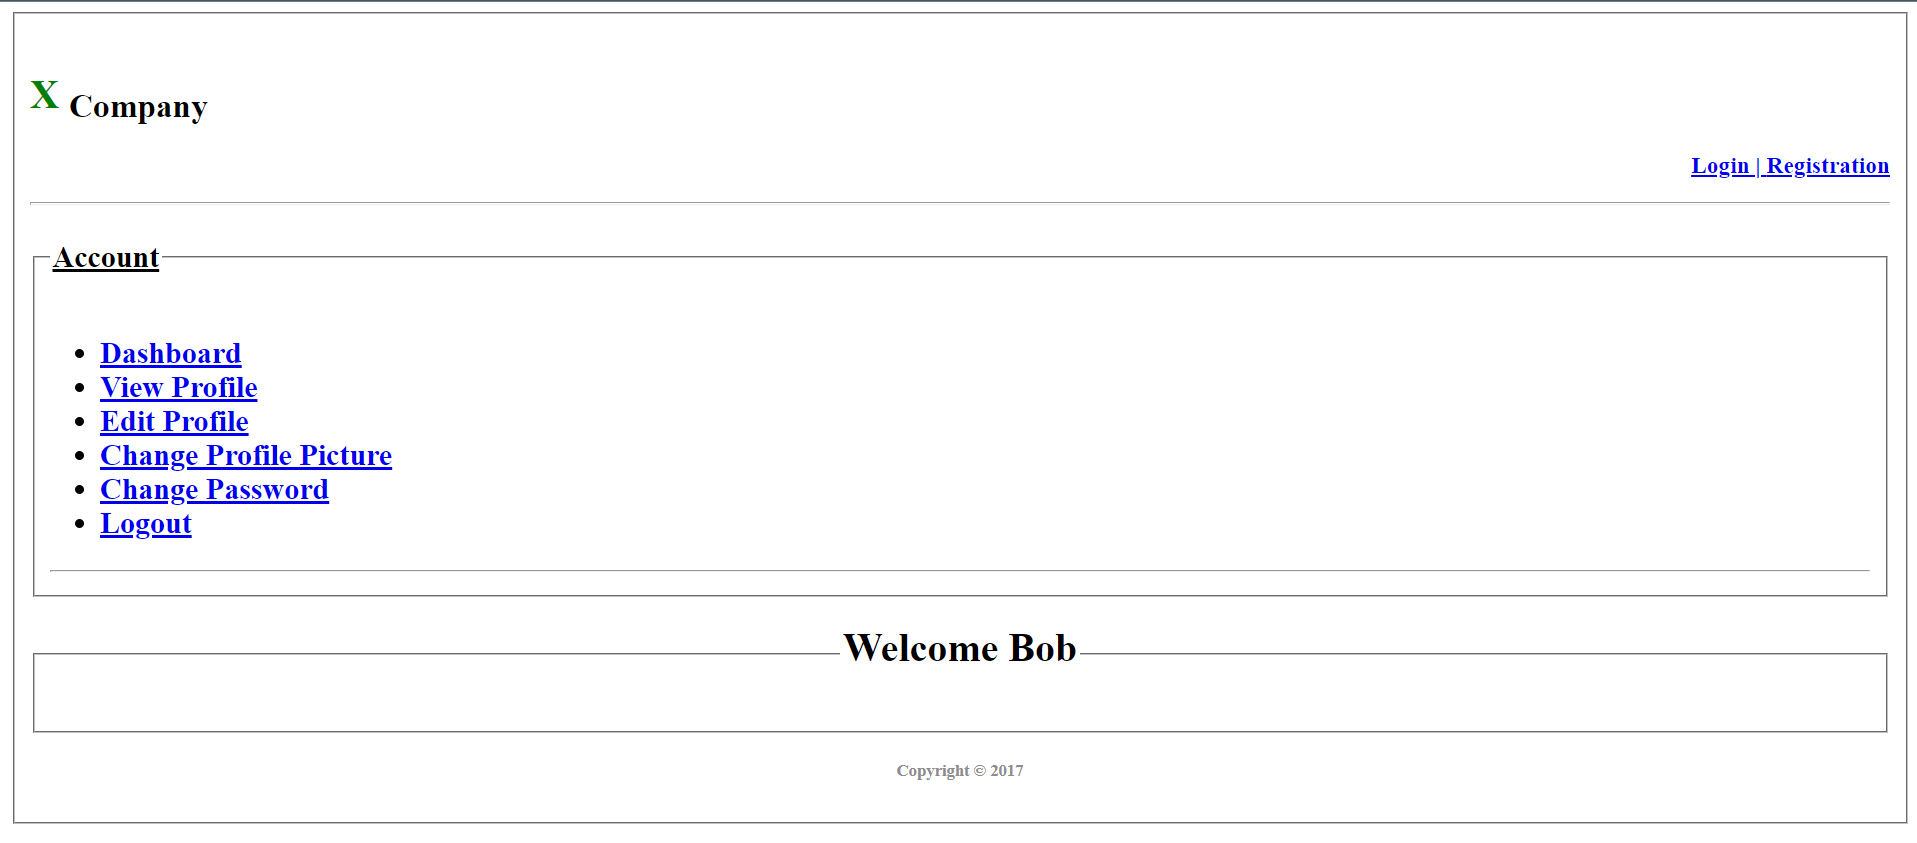 X Company
Login | Registration
Account
Dashboard
View Profile
Edit Profile
Change Profile Picture
Change Password
Logout
Welcome Bob
Copyright © 2017